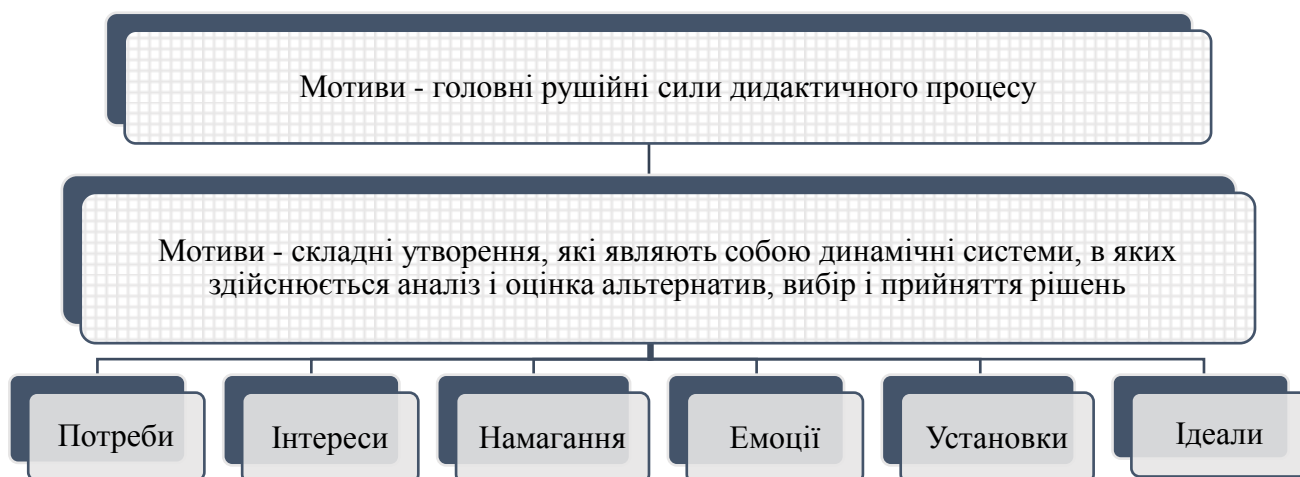 Мотиви - головні рушійні сили дидактичного процесу
Мотиви - складні утворення, які являють собою динамічні системи, в яких
здійснюється аналіз і оцінка альтернатив, вибір і прийняття рішень
Потреби
Інтереси
Намагання
Емоції
Установки
Ідеали